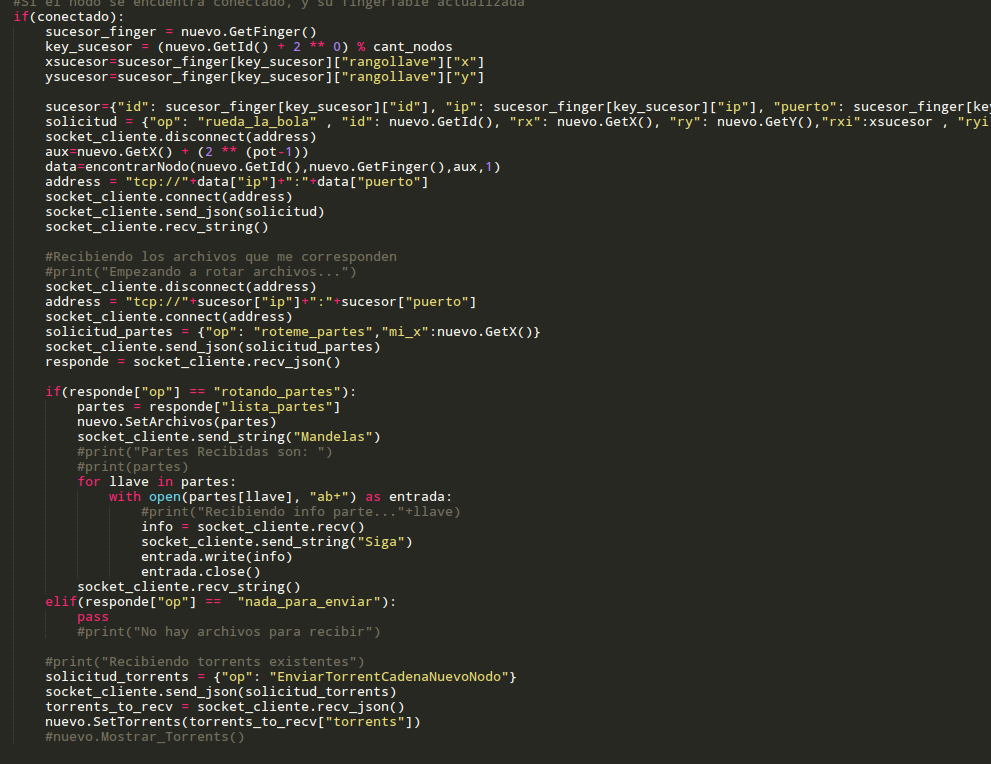 #Si el nodo se encuentra conectado, y su fingertable actualizada
if(conectado):
    sucesor_finger = nuevo.GetFinger()
    key_sucesor = (nuevo.GetId() + 2 ** 0) % cant_nodos
    xsucesor=sucesor_finger[key_sucesor]["rangollave"]["x"]
    ysucesor=sucesor_finger[key_sucesor]["rangollave"]["y"]
    sucesor={"id": sucesor_finger[key_sucesor]["id"], "ip": sucesor_finger[key_sucesor]["ip"], "puerto": sucesor_finger[ke
    solicitud = {"op": "rueda_la_bola" , "id": nuevo.GetId(), "rx": nuevo.GetX(), "ry": nuevo.GetY(),"rxi":xsucesor , "ryi
    socket_cliente.disconnect(address)
    aux=nuevo.GetX() + (2 ** (pot-1))
    data=encontrarNodo(nuevo.GetId(),nuevo.GetFinger(),aux,1)
    address = "tcp://"+data["ip"]+":"+data["puerto"]
    socket_cliente.connect(address)
    socket_cliente.send_json(solicitud)
    socket_cliente.recv_string()
    #Recibiendo los archivos que me corresponden
    #print("Empezando a rotar archivos...")
    socket_cliente.disconnect(address)
    address = "tcp://"+sucesor["ip"]+":"+sucesor["puerto"]
    socket_cliente.connect(address)
    solicitud_partes = {"op": "roteme_partes","mi_x":nuevo.GetX()}
    socket_cliente.send_json(solicitud_partes)
    responde = socket_cliente.recv_json()
    if(responde["op"] == "rotando_partes"):
        partes = responde["lista_partes"]
        nuevo.SetArchivos(partes)
        socket_cliente.send_string("Mandelas")
        #print("Partes Recibidas son: ")
        #print(partes)
        for llave in partes:
            with open(partes[llave], "ab+") as entrada:
                #print("Recibiendo info parte..."+llave)
                info = socket_cliente.recv()
                socket_cliente.send_string("Siga")
                entrada.write(info)
                entrada.close()
        socket_cliente.recv_string()
    elif(responde["op"] ==  "nada_para_enviar"):
        pass
        #print("No hay archivos para recibir")
    #print("Recibiendo torrents existentes")
    solicitud_torrents = {"op": "EnviarTorrentCadenaNuevoNodo"}
    socket_cliente.send_json(solicitud_torrents)
    torrents_to_recv = socket_cliente.recv_json()
    nuevo.SetTorrents(torrents_to_recv["torrents"])
    #nuevo.Mostrar_Torrents()